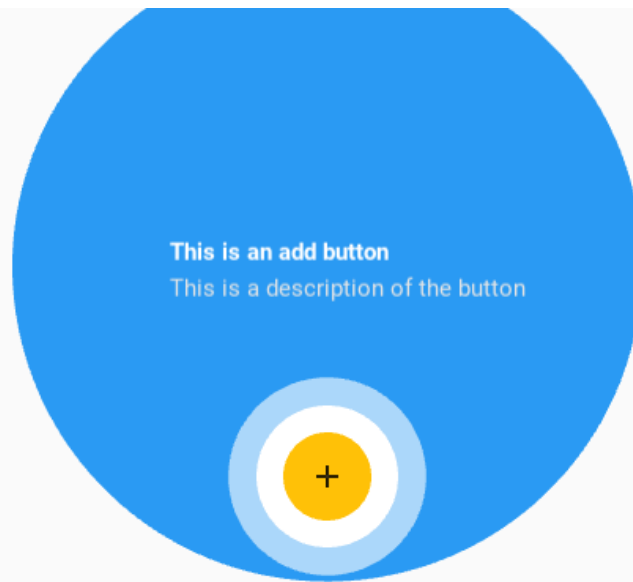 This is an add button
This is a description of the button
+